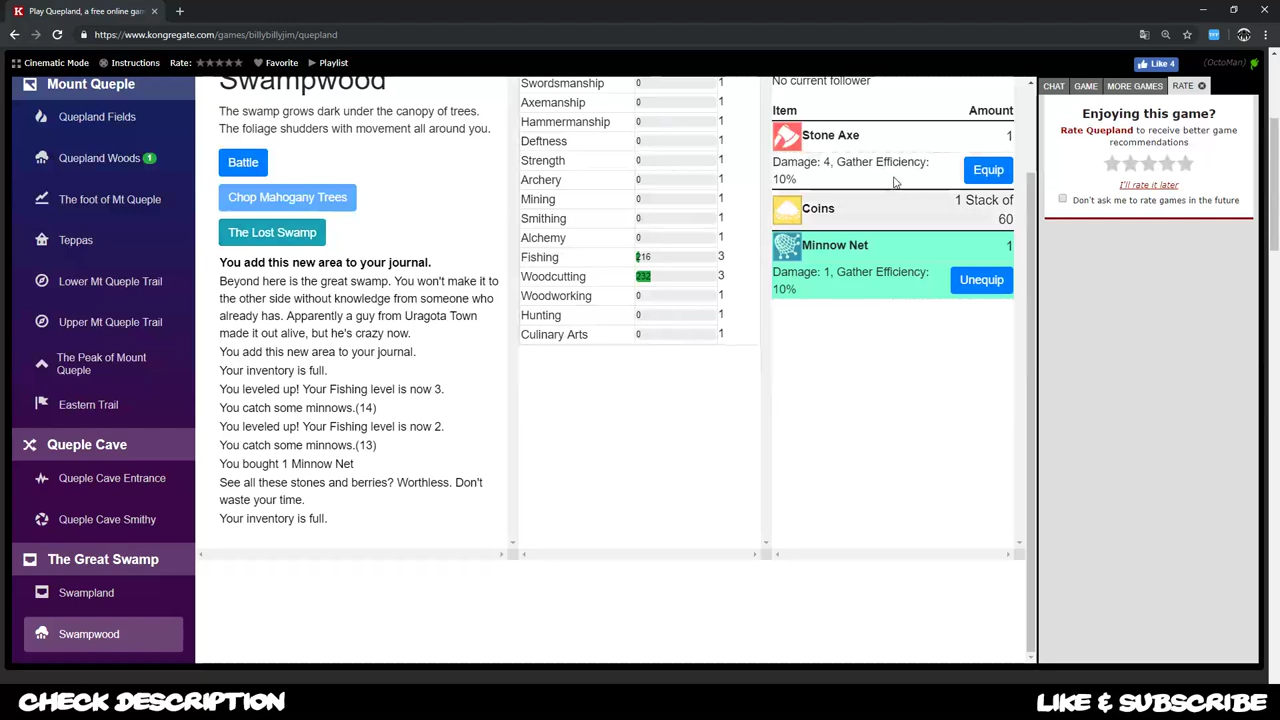 Play Quepland, a free online gam
https://www.kongregate.com/games/billybillyjim/quepland
Cinematic Mode
Instructions
Rate:
Favorite
Playlist
Like 4
(OctoMan)
Mount Queple
Quepland Fields
Quepland Woods 1
The foot of Mt Queple
Teppas
Lower Mt Queple Trail
Upper Mt Queple Trail
The Peak of Mount
Queple
Eastern Trail
Queple Cave
Queple Cave Entrance
Queple Cave Smithy
The Great Swamp
Swampland
Swampwood
Swampwood
The swamp grows dark under the canopy of trees.
The foliage shudders with movement all around you.
Battle
Chop Mahogany Trees
The Lost Swamp
You add this new area to your journal.
Beyond here is the great swamp. You won't make it to
the other side without knowledge from someone who
already has. Apparently a guy from Uragota Town
made it out alive, but he's crazy now.
You add this new area to your journal.
Your inventory is full.
You leveled up! Your Fishing level is now 3.
You catch some minnows.(14)
You leveled up! Your Fishing level is now 2.
You catch some minnows.(13)
You bought 1 Minnow Net
See all these stones and berries? Worthless. Don't
waste your time.
Your inventory is full.
Swordsmanship 0 1
Axemanship 0 1
Hammermanship 0 1
Deftness 0 1
Strength 0 1
Archery 0 1
Mining 0 1
Smithing 0 1
Alchemy 0 1
Fishing 216 3
Woodcutting 232 3
Woodworking 0 1
Hunting 0 1
Culinary Arts 0 1
No current follower
Item Amount
Stone Axe 1
Damage: 4, Gather Efficiency:
10%
Equip
Coins
1 Stack of
60
Minnow Net 1
Damage: 1, Gather Efficiency:
10%
Unequip
CHAT
GAME
MORE GAMES
RATE
Enjoying this game?
Rate Quepland to receive better game
recommendations
I'll rate it later
Don't ask me to rate games in the future
CHECK DESCRIPTION
LIKE & SUBSCRIBE